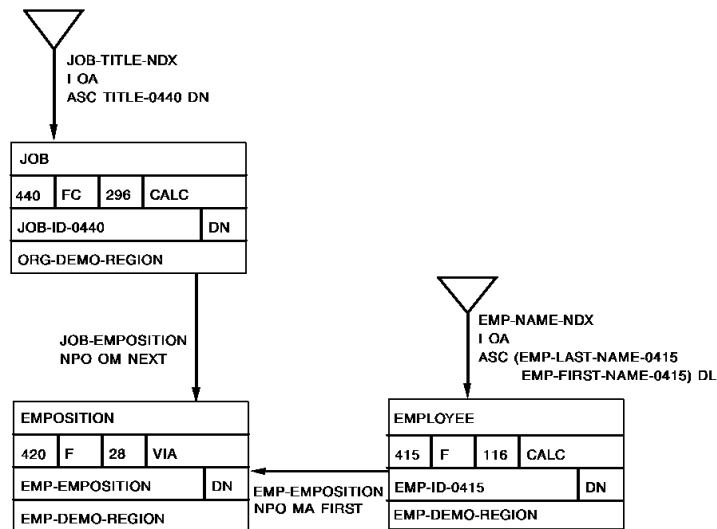 JOB-TITLE-NDX
I OA
ASC TITLE-0440 DN
JOB
440 FC 296 CALC
JOB-ID-0440 DN
ORG-DEMO-REGION
JOB-EMPOSITION
NPO OM NEXT
EMP-NAME-NDX
I OA
ASC (EMP-LAST-NAME-0415
EMP-FIRST-NAME-0415) DL
EMPOSITION
420 F 28 VIA
EMP-EMPOSITION DN
EMP-DEMO-REGION
EMP-EMPOSITION
NPO MA FIRST
EMPLOYEE
415 F 116 CALC
EMP-ID-0415 DN
EMP-DEMO-REGION